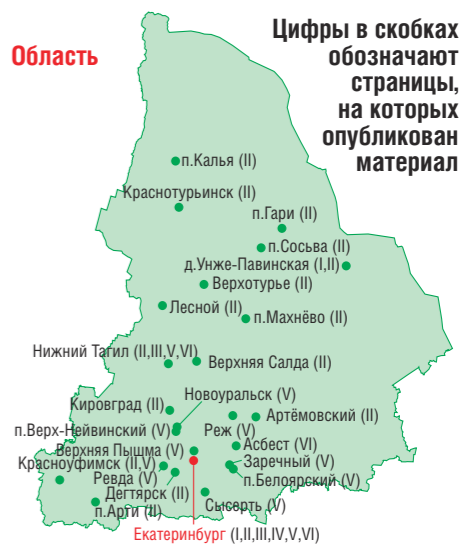 Цифры в скобках
обозначают
страницы,
на которых
опубликован
материал
Область
п.Калья (II)
Краснотурьинск (II)
п.Гари (II)
п.Сосьва (II)
д.Унже-Павинская (I,II)
Верхотурье (II)
Лесной (II)
п.Махнёво (II)
Нижний Тагил (II,III,V,VI)
Верхняя Салда (II)
Новоуральск (V)
Кировград (II)
Артёмовский (II)
п.Верх-Нейвинский (V)
Реж (V)
Верхняя Пышма (V)
Асбест (VI)
Красноуфимск (II,V)
Заречный (V)
Ревда (V)
п.Белоярский (V)
Дегтярск (II)
Сысерть (V)
п.Арти (II)
Екатеринбург (I,II,III,IV,V,VI)